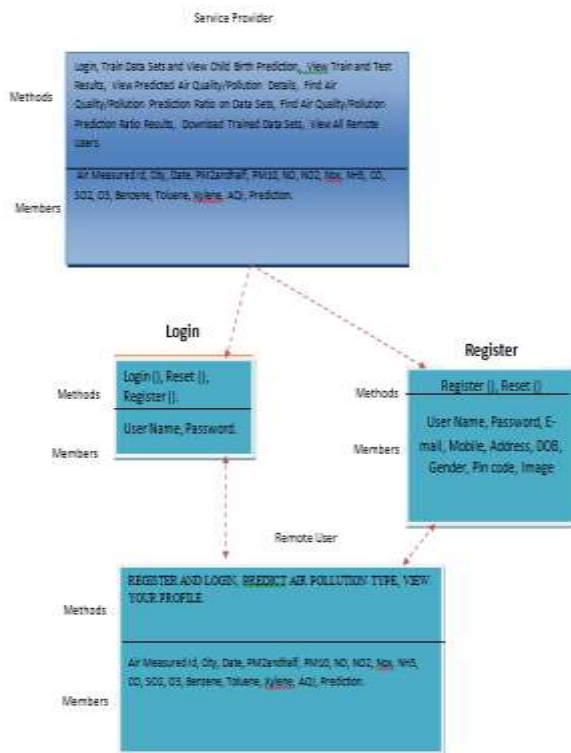 Service Provider
Methods
Login, Train Data Sets and View Child Birth Prediction, View Train and Test
Results, View Predicted Air Quality/Pollution Details, Find Air
Quality/Pollution Prediction Ratio on Data Sets, Find Air Quality/Pollution
Prediction Ratio Results, Download Trained Data Sets, View All Remote
Users.
Members
Air Measured Id, City, Date, PM2andhalf, PM10, NO, NO2, Nox, NH3, CO,
SO2, O3, Benzene, Toluene, Xylene, AQI, Prediction.
Login
Methods
Login (), Reset (),
Register ().
Members
User Name, Password.
Register
Methods
Register (), Reset ()
Members
User Name, Password, E-
mail, Mobile, Address, DOB,
Gender, Pin code, Image
Remote User
Methods
REGISTER AND LOGIN, PREDICT AIR POLLUTION TYPE, VIEW
YOUR PROFILE.
Members
Air Measured Id, City, Date, PM2andhalf, PM10, NO, NO2, Nox, NH3,
CO, SO2, O3, Benzene, Toluene, Xylene, AQI, Prediction.